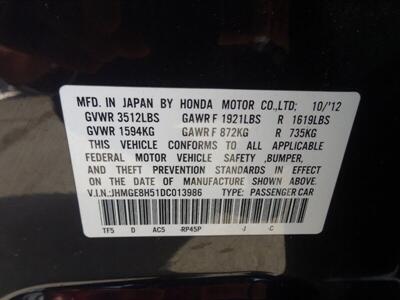 MFD. IN JAPAN BY HONDA MOTOR CO.,LTD; 10/'12
GVWR 3512LBS GAWR F 1921LBS R 1619LBS
GVWR 1594KG GAWR F 872KG R 735KG
THIS VEHICLE CONFORMS TO ALL APPLICABLE
FEDERAL MOTOR VEHICLE SAFETY ,BUMPER,
AND THEFT PREVENTION STANDARDS IN EFFECT
ON THE DATE OF MANUFACTURE SHOWN ABOVE.
V.I.N.:JHMGE8H51DC013986 TYPE: PASSENGER CAR
TF5 D AC5 -RP45P -J -C